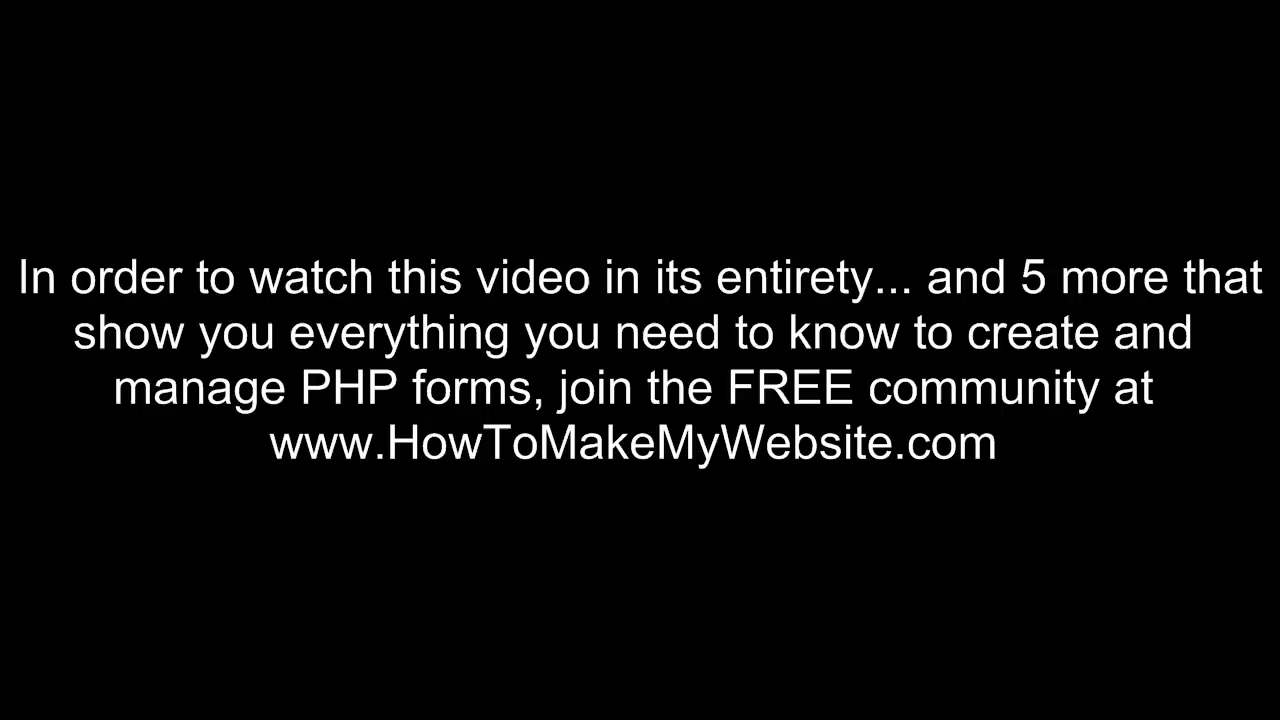 In order to watch this video in its entirety... and 5 more that
show you everything you need to know to create and
manage PHP forms, join the FREE community at
www.HowToMakeMyWebsite.com